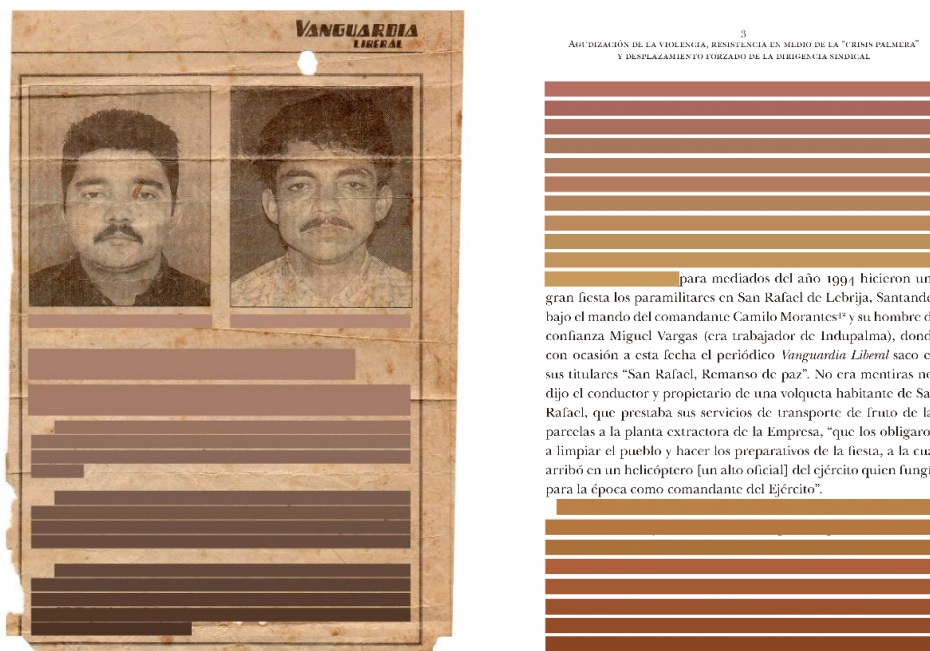 VANGUARDIA
LIBERAL
3
AGUDIZACIÓN DE LA VIOLENCIA, RESISTENCIA EN MEDIO DE LA "CRISIS PALMERA"
Y DESPLAZAMIENTO FORZADO DE LA DIRIGENCIA SINDICAL
para mediados del año 1994 hicieron un
gran fiesta los paramilitares en San Rafael de Lebrija, Santande
bajo el mando del comandante Camilo Morantes⁴² y su hombre d
confianza Miguel Vargas (era trabajador de Indupalma), dond
con ocasión a esta fecha el periódico Vanguardia Liberal saco e
sus titulares "San Rafael, Remanso de paz". No era mentiras no
dijo el conductor y propietario de una volqueta habitante de Sa
Rafael, que prestaba sus servicios de transporte de fruto de la
parcelas a la planta extractora de la Empresa, "que los obligaro
a limpiar el pueblo y hacer los preparativos de la fiesta, a la cua
arribó en un helicóptero [un alto oficial] del ejército quien fungí
para la época como comandante del Ejército".